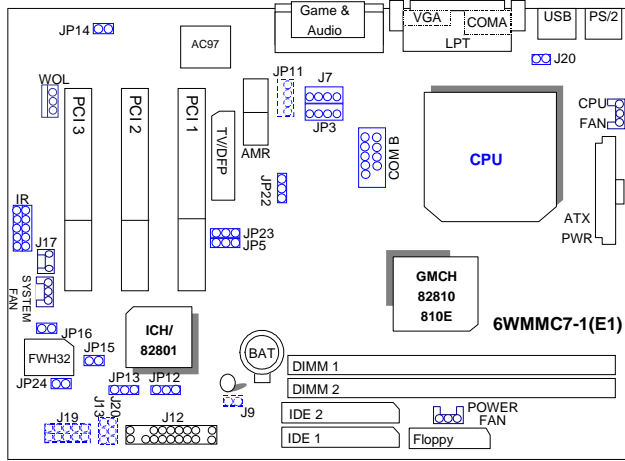 Game &
Audio
VGA
COMA
LPT
USB
PS/2
JP14
AC97
J20
WOL
JP11
J7
JP3
CPU
FAN
PCI 3
PCI 2
PCI 1
TV/DFP
AMR
COM B
CPU
JP22
IR
ATX
PWR
JP23
JP5
J17
SYSTEM
FAN
GMCH
82810
810E
6WMMC7-1(E1)
JP16
ICH/
82801
FWH32
JP15
BAT
DIMM 1
DIMM 2
JP24
JP13
JP12
J9
IDE 2
POWER
FAN
J19
J13
J20
J12
IDE 1
Floppy